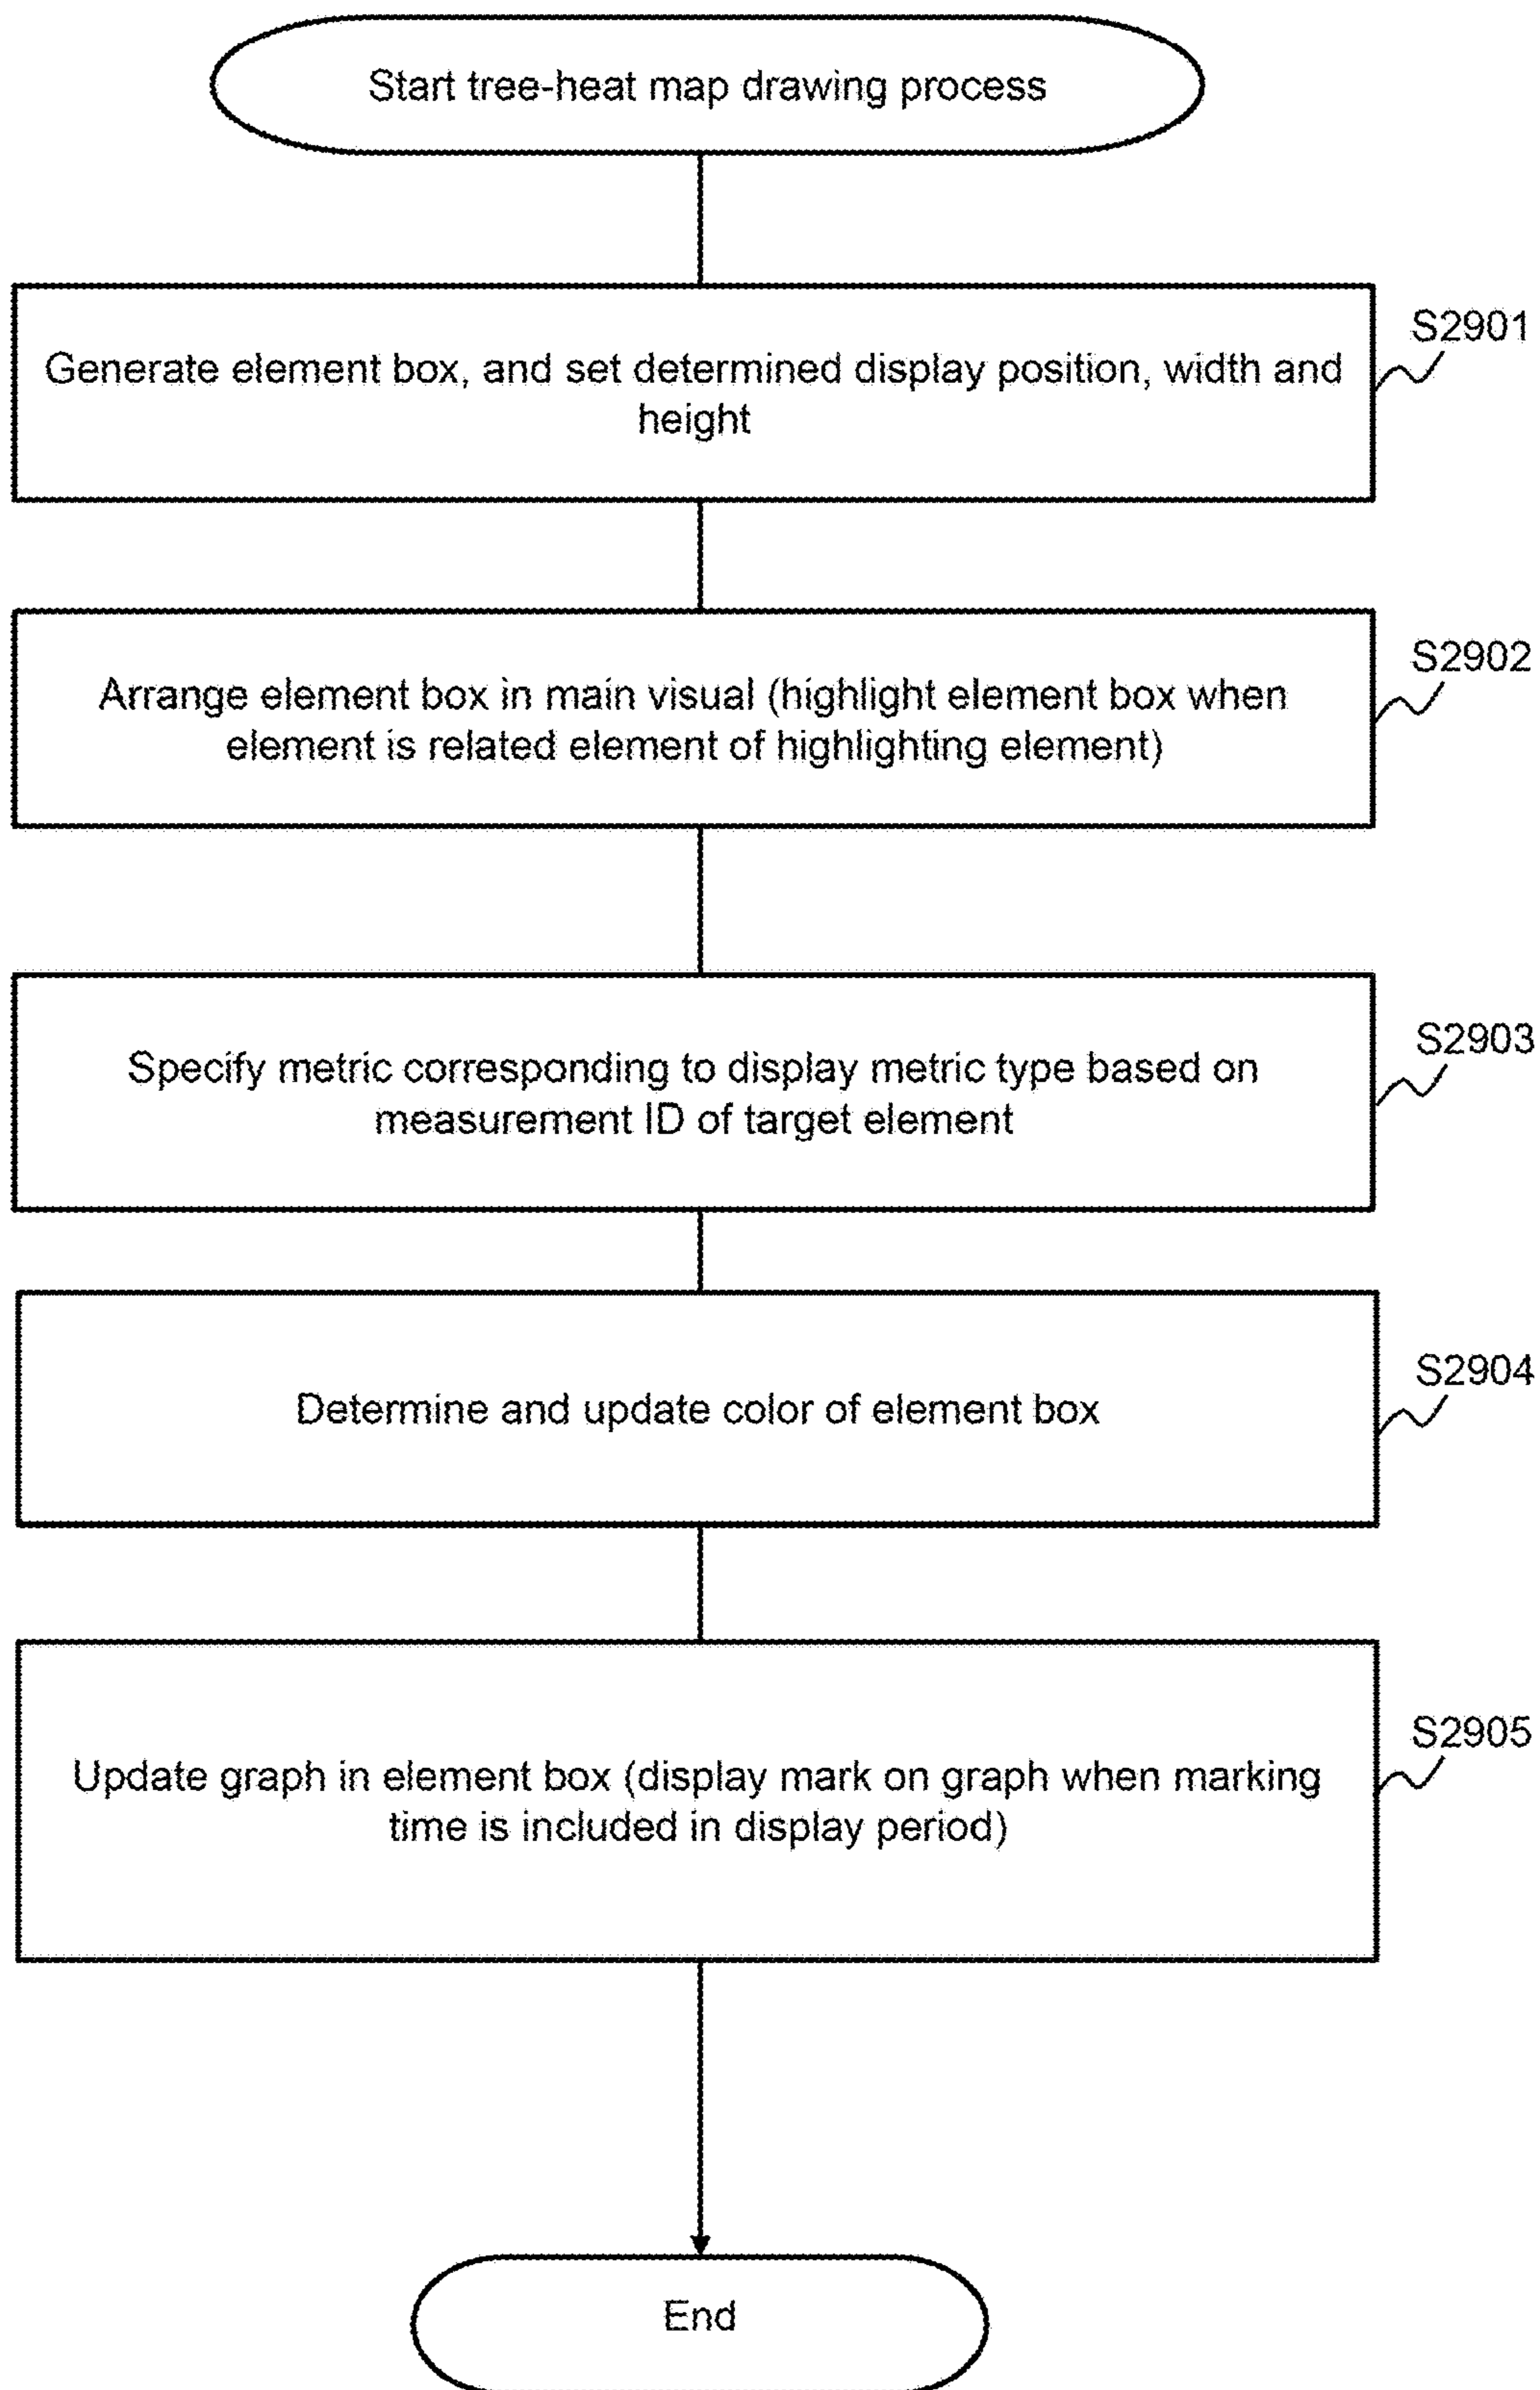 Start tree-heat map drawing process
S2901
Generate element box, and set determined display position, width and
height
S2902
Arrange element box in main visual (highlight element box when
element is related element of highlighting element)
S2903
Specify metric corresponding to display metric type based on
measurement ID of target element
S2904
Determine and update color of element box
S2905
Update graph in element box (display mark on graph when marking
time is included in display period)
End